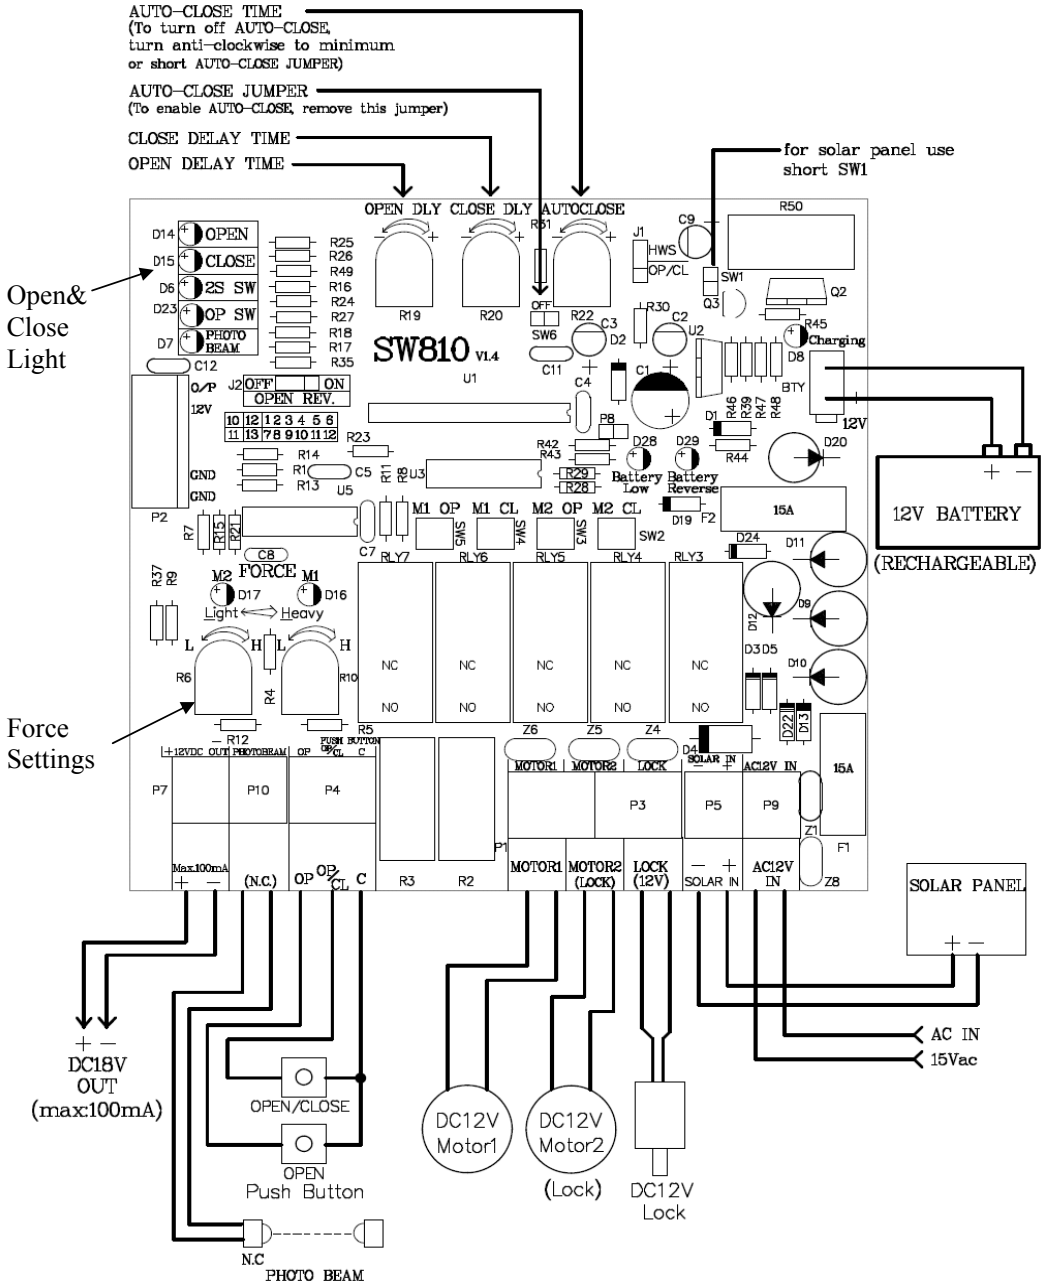 AUTO-CLOSE TIME
(To turn off AUTO-CLOSE,
turn anti-clockwise to minimum
or short AUTO-CLOSE JUMPER)
AUTO-CLOSE JUMPER
(To enable AUTO-CLOSE, remove this jumper)
CLOSE DELAY TIME
OPEN DELAY TIME
for solar panel use
short SW1
OPEN DLY CLOSE DLY AUTOCLOSE
R31
C9
R50
D14 + OPEN
D15 + CLOSE
D6 + 2S SW
D23 + OP SW
D7 + PHOTO
BEAM
Open&
Close
Light
R25
R26
R49
R16
R24
R27
R18
R17
R35
- + - + - +
R19
R20
R22
OFF
SW6
J1
HWS
OP/CL
SW1
Q3
Q2
R30
C2
U2
C3
D2
R45
Charging
D8
BTY
+
12V
SW810 V1.4
U1
C11
C4
C1
R46
R39
R47
R48
C12
J2 OFF ON
OPEN REV.
O/P
12V
GND
GND
P2
10 12 1 2 3 4 5 6
11 13 7 8 9 10 11 12
R14
R1
R13
R23
C5
U5
R11
R8
U3
P8
R42
R43
R29
R28
D28
Battery
Low
D29
Battery
Reverse
D1
R44
D20
D19
F2
15A
+ −
12V BATTERY
(RECHARGEABLE)
R7
R15
R21
C7
C8
FORCE
M1 OP M1 CL M2 OP M2 CL
SW5
SW4
SW3
SW2
RLY7
RLY6
RLY5
RLY4
RLY3
D24
D11
D12
D9
D10
D3
D5
D22
D13
R37
R9
M2
D17
M1
D16
Light
Heavy
L H L H
R6
R4
R10
R12
R5
NC NC NC NC NC
NO NO NO NO NO
Force
Settings
Z6
Z5
Z4
D4
− +
SOLAR IN
AC12V IN
+12VDC OUT −
PHOTOBEAM
PUSH BUTTON
OP OP/CL C
MOTOR1
MOTOR2
LOCK
P7
P10
P4
P1
P3
P5
P9
Z1
15A
F1
Z8
R3
R2
Max:100mA
+ −
(N.C.)
OP OP/CL C
MOTOR1
MOTOR2
(LOCK)
LOCK
(12V)
− +
SOLAR IN
AC12V
IN
SOLAR PANEL
+ −
AC IN
15Vac
+ −
DC18V
OUT
(max:100mA)
OPEN/CLOSE
OPEN
Push Button
N.C
PHOTO BEAM
DC12V
Motor1
DC12V
Motor2
(Lock)
DC12V
Lock